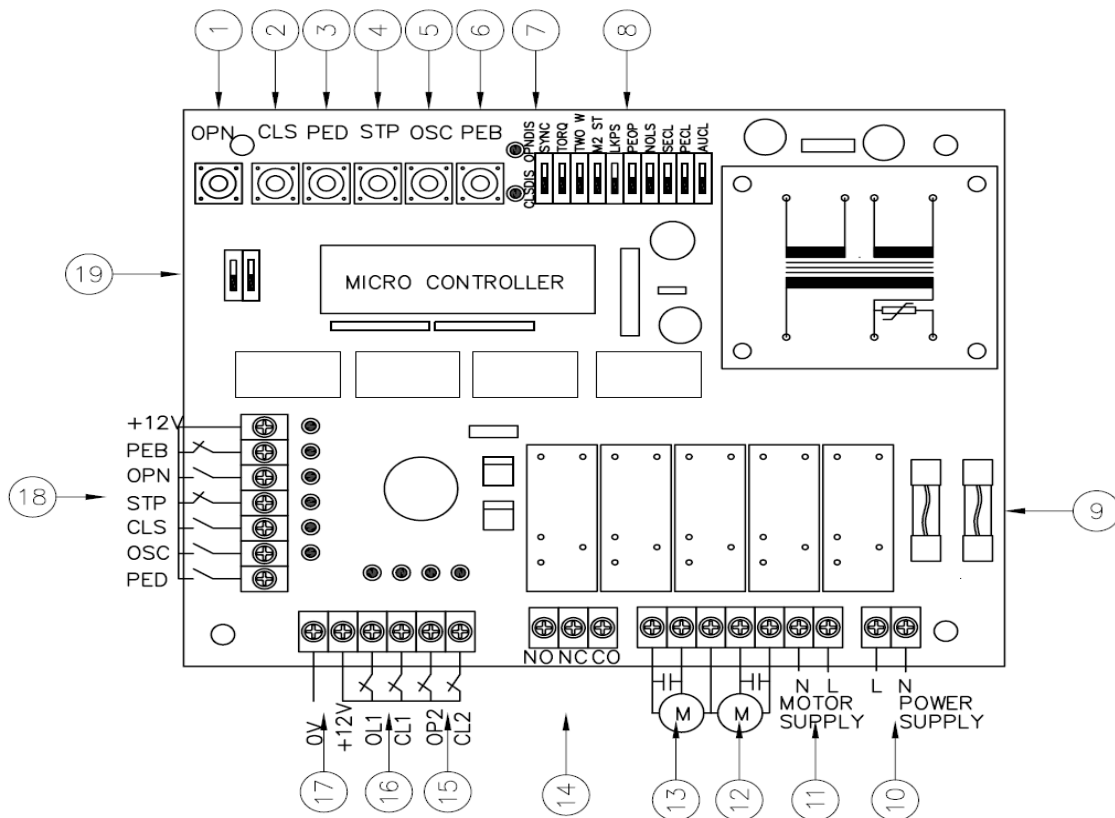 1 2 3 4 5 6 7 8
OPN CLS PED STP OSC PEB
CLSDIS OPNDIS
SYNC
TORQ
TWO W
M2 ST
LKPS
PEOP
NOLS
SECL
PECL
AUCL
19
MICRO CONTROLLER
+12V
PEB
OPN
18
STP
CLS
OSC
PED
9
NO NC CO
M M
N L
MOTOR
SUPPLY
L N
POWER
SUPPLY
0V
+12V
OL1
CL1
OP2
CL2
17 16 15 14 13 12 11 10